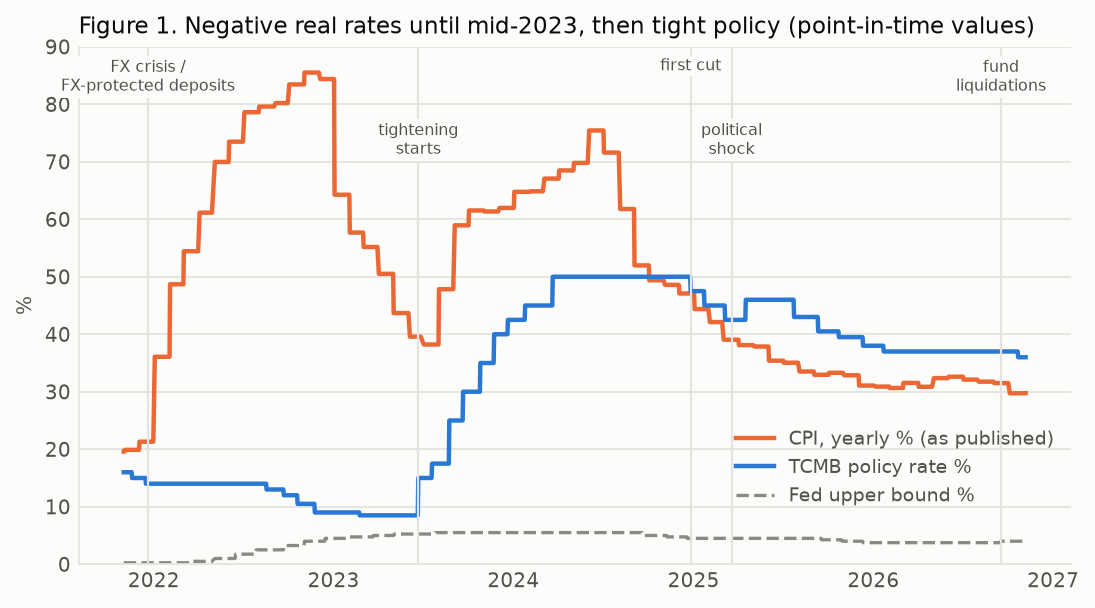 Figure 1. Negative real rates until mid-2023, then tight policy (point-in-time values)
90
80
70
60
50
40
30
20
10
0
%
FX crisis /
FX-protected deposits
tightening
starts
first cut
political
shock
fund
liquidations
CPI, yearly % (as published)
TCMB policy rate %
Fed upper bound %
2022
2023
2024
2025
2026
2027